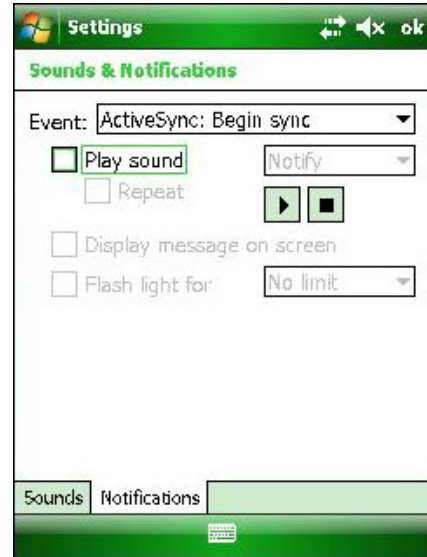 Settings ok
Sounds & Notifications
Event: ActiveSync: Begin sync
Play sound Notify
Repeat
Display message on screen
Flash light for No limit
Sounds Notifications